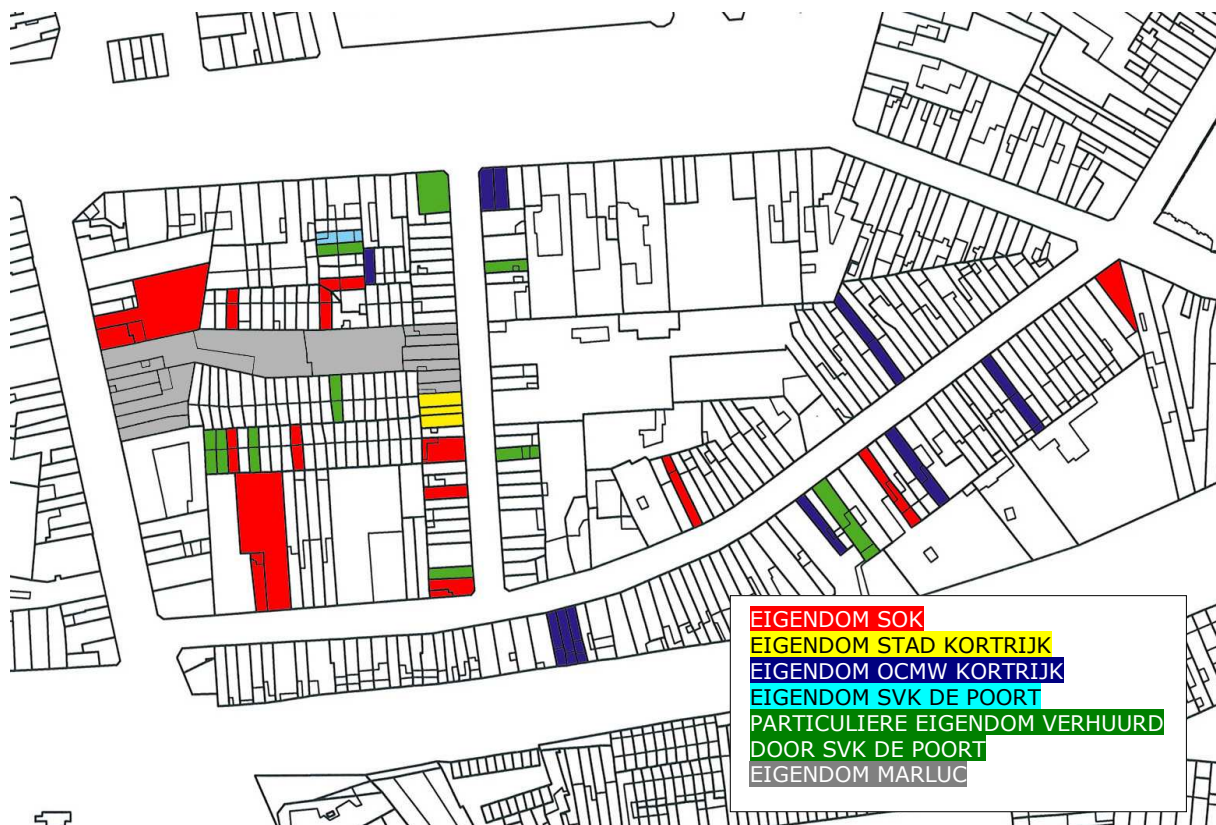 EIGENDOM SOK
EIGENDOM STAD KORTRIJK
EIGENDOM OCMW KORTRIJK
EIGENDOM SVK DE POORT
PARTICULIERE EIGENDOM VERHUURD
DOOR SVK DE POORT
EIGENDOM MARLUC